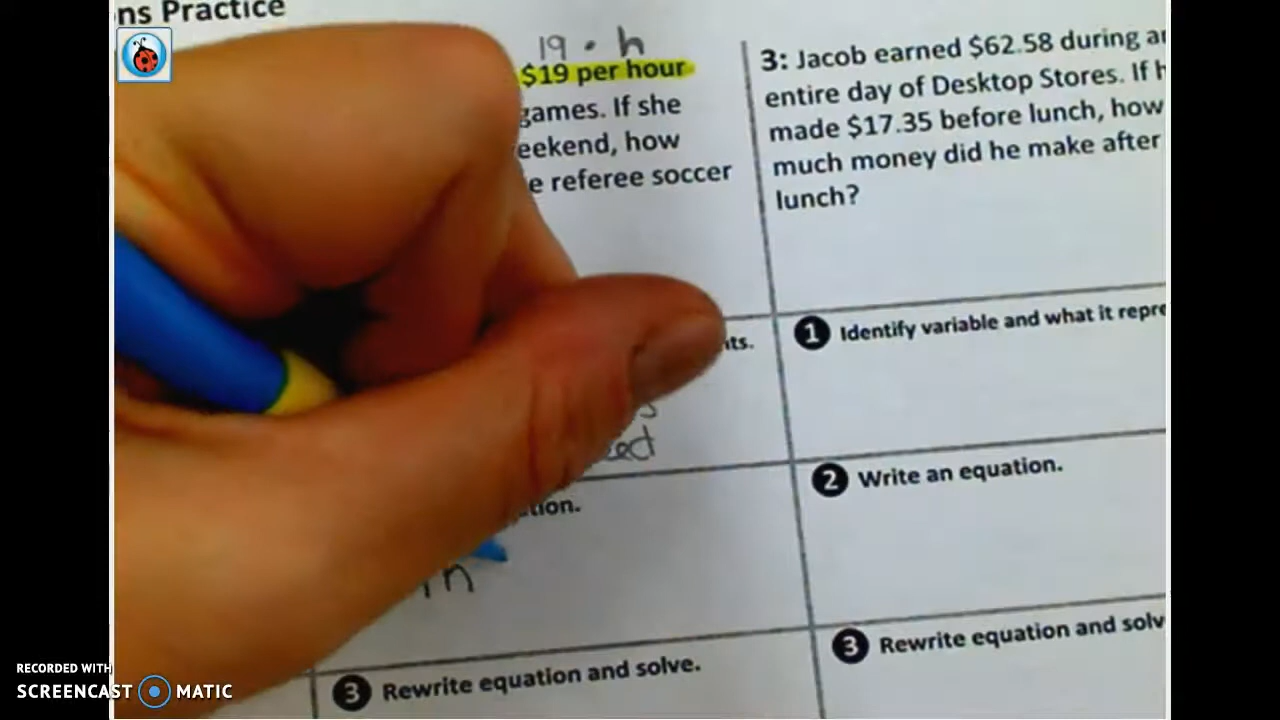 ns Practice
19 · h
$19 per hour
games. If she
eekend, how
e referee soccer
ts.
ed
tion.
h
3 Rewrite equation and solve.
3: Jacob earned $62.58 during a
entire day of Desktop Stores. If h
made $17.35 before lunch, how
much money did he make after
lunch?
1 Identify variable and what it repre
2 Write an equation.
3 Rewrite equation and solv
RECORDED WITH
SCREENCAST MATIC